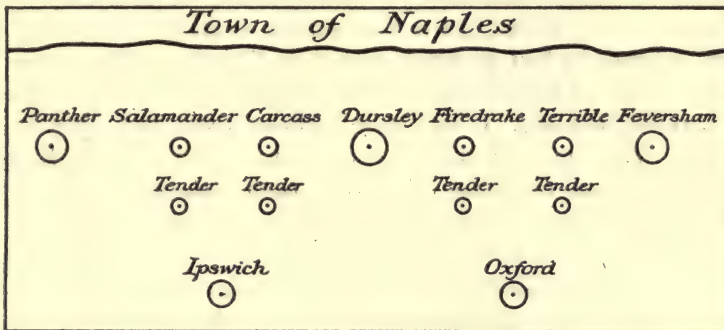 Town of Naples
Panther Salamander Carcass Dursley Firedrake Terrible Feversham
Tender Tender Tender Tender
Ipswich Oxford